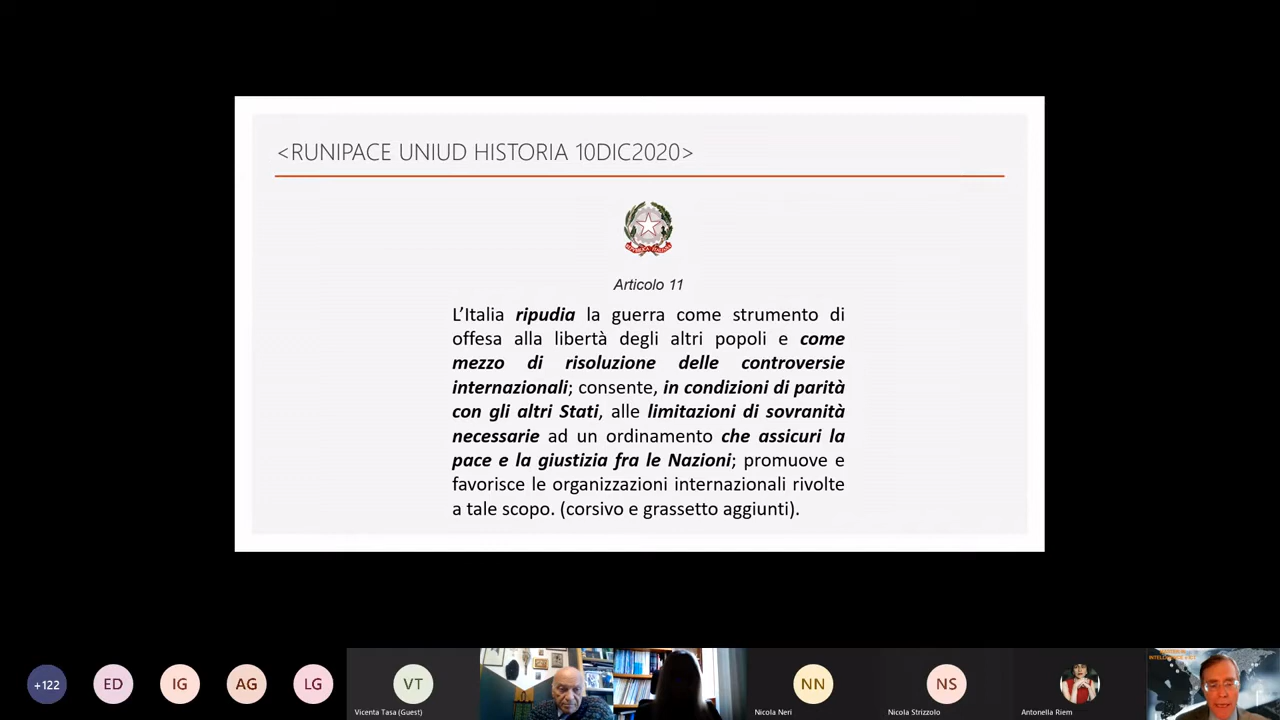 <RUNIPACE UNIUD HISTORIA 10DIC2020>
Articolo 11
L’Italia ripudia la guerra come strumento di
offesa alla libertà degli altri popoli e come
mezzo di risoluzione delle controversie
internazionali; consente, in condizioni di parità
con gli altri Stati, alle limitazioni di sovranità
necessarie ad un ordinamento che assicuri la
pace e la giustizia fra le Nazioni; promuove e
favorisce le organizzazioni internazionali rivolte
a tale scopo. (corsivo e grassetto aggiunti).
+122
ED
IG
AG
LG
VT
Vicenta Tasa (Guest)
NN
Nicola Neri
NS
Nicola Strizzolo
Antonella Riem